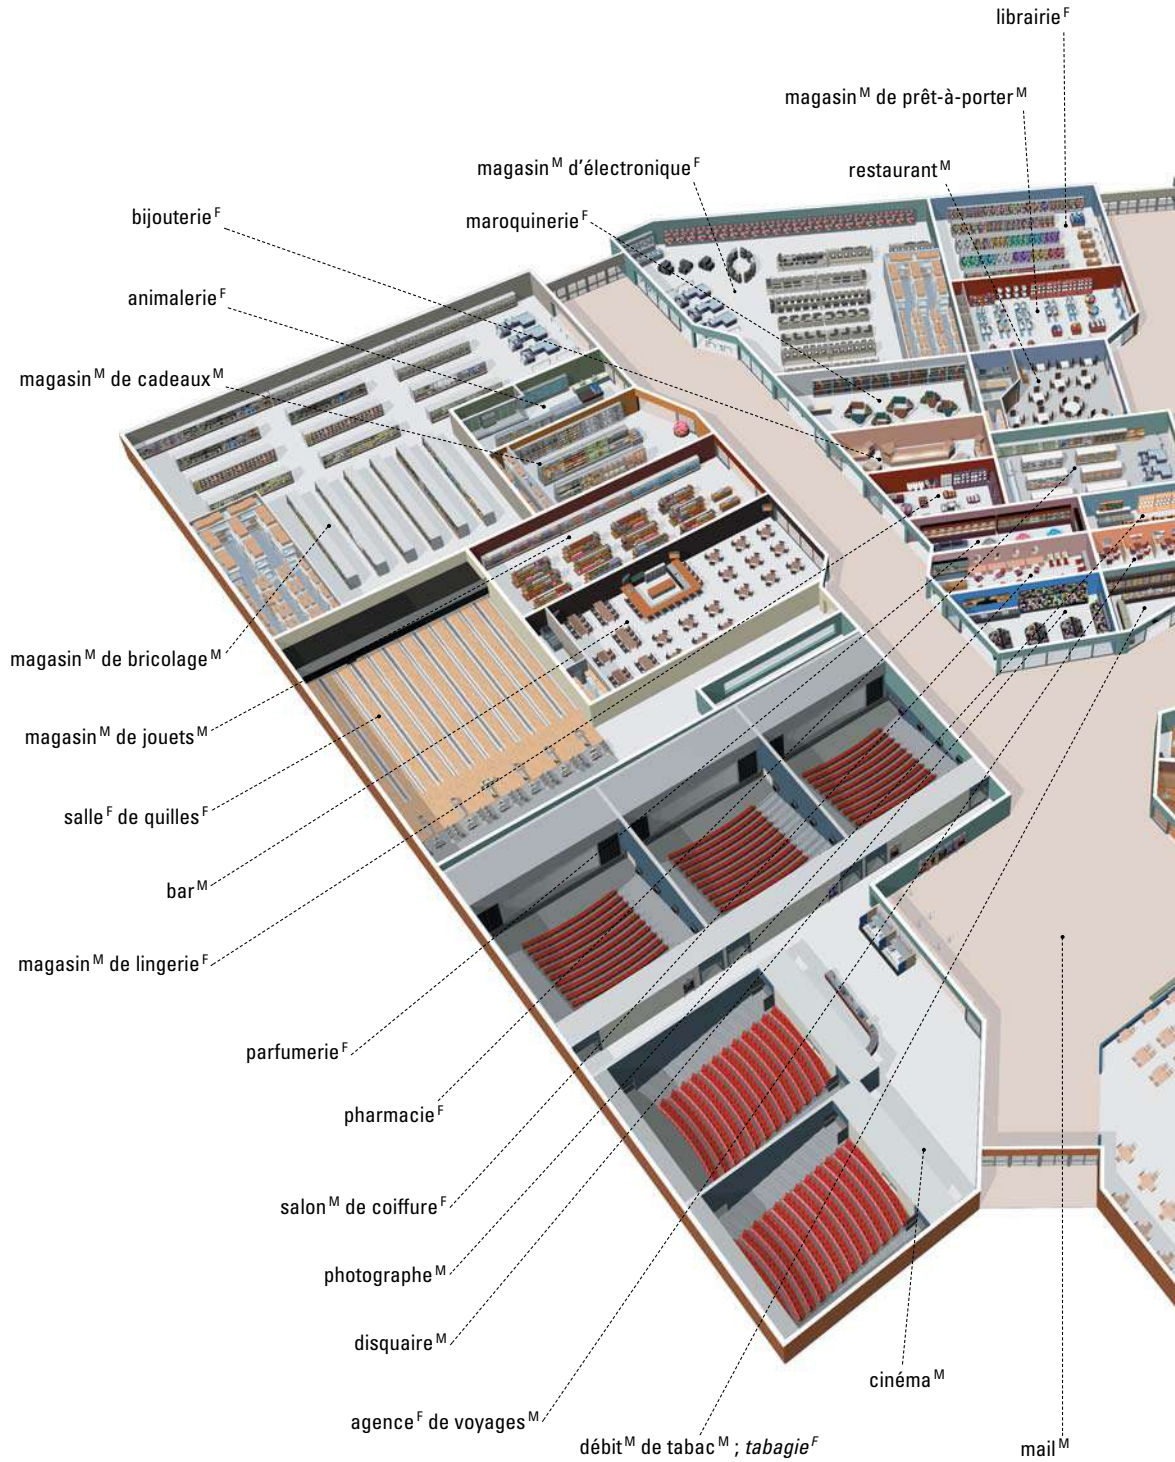 librairie^F
magasin^M de prêt-à-porter^M
magasin^M d'électronique^F
restaurant^M
bijouterie^F
maroquinerie^F
animalerie^F
magasin^M de cadeaux^M
magasin^M de bricolage^M
magasin^M de jouets^M
salle^F de quilles^F
bar^M
magasin^M de lingerie^F
parfumerie^F
pharmacie^F
salon^M de coiffure^F
photographe^M
disquaire^M
cinéma^M
agence^F de voyages^M
débit^M de tabac^M ; tabagie^F
mail^M